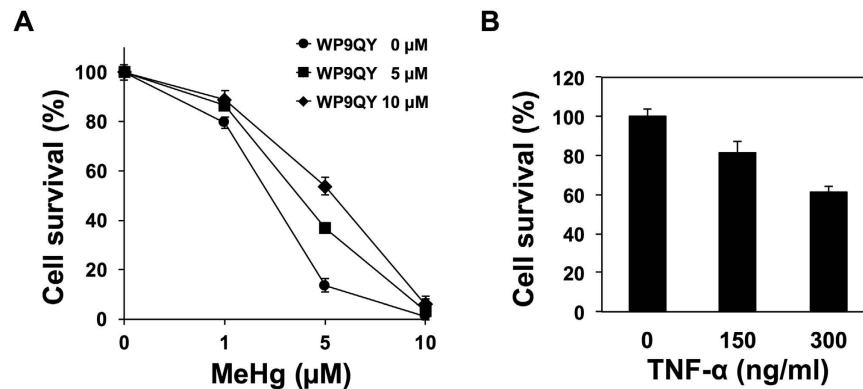 A
WP9QY 0 µM
WP9QY 5 µM
WP9QY 10 µM
100
80
60
40
20
0
Cell survival (%)
0 1 5 10
MeHg (µM)
B
120
100
80
60
40
20
0
Cell survival (%)
0 150 300
TNF-α (ng/ml)